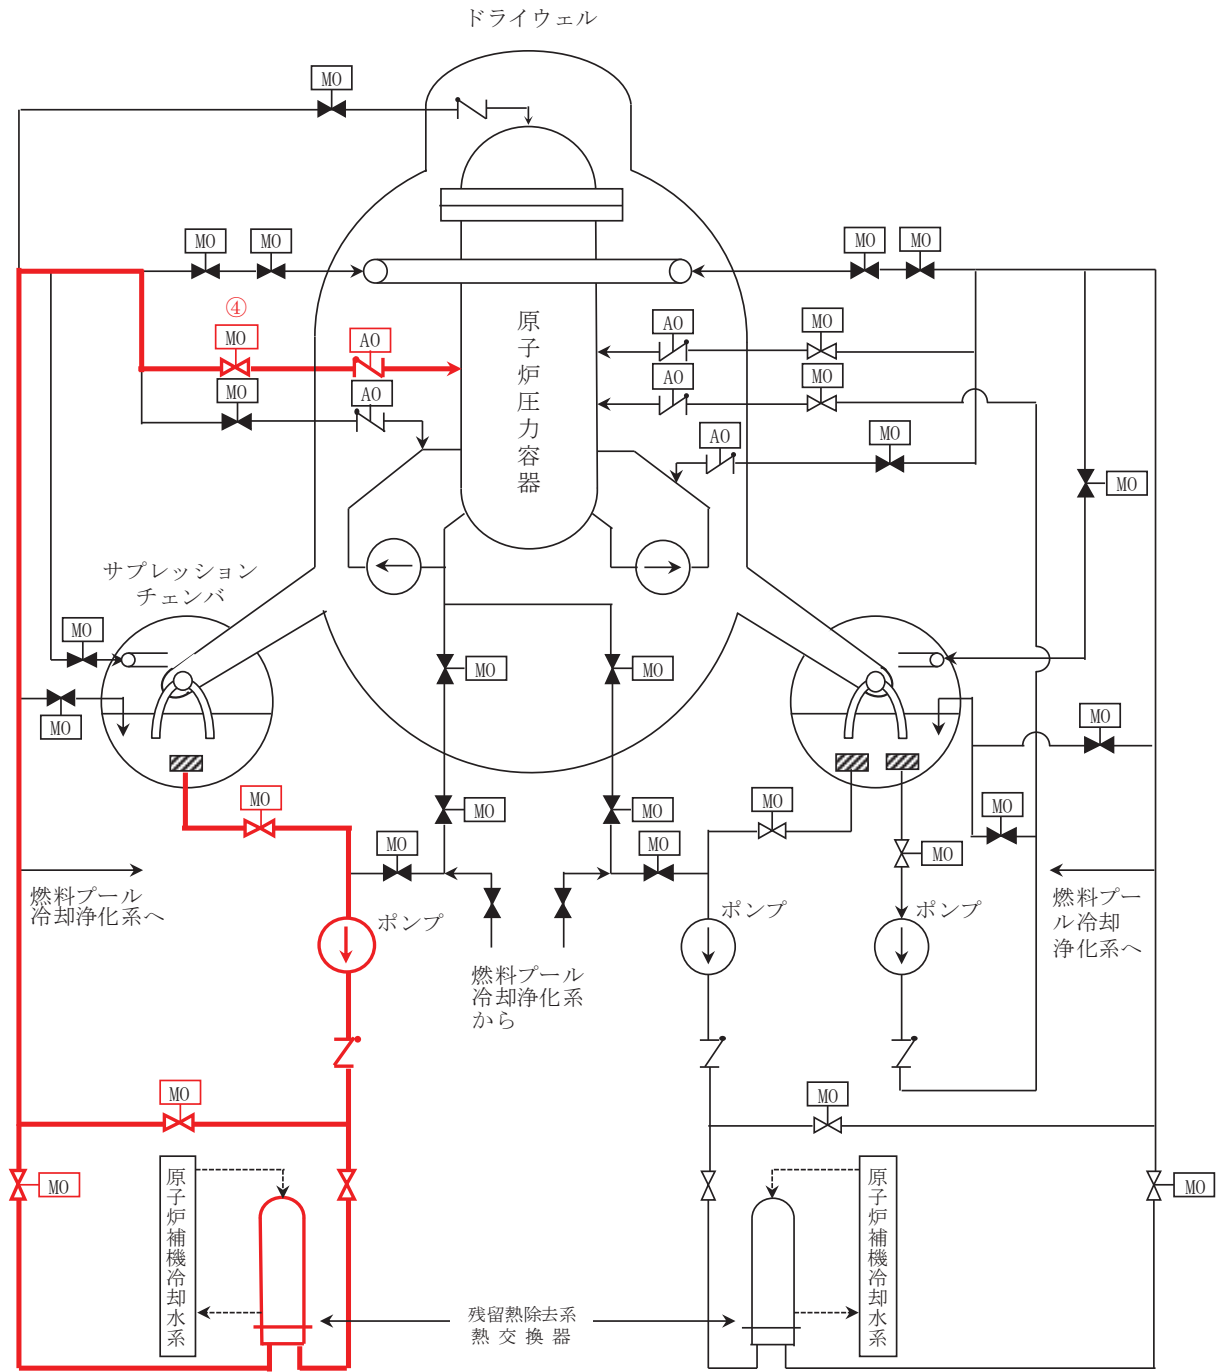 ドライウェル
MO
MO
MO
MO
MO
④
MO
AO
AO
MO
MO
AO
AO
MO
MO
AO
MO
MO
原子炉圧力容器
サプレッション
チェンバ
MO
MO
MO
MO
MO
MO
MO
MO
MO
MO
MO
MO
MO
MO
燃料プール
冷却浄化系へ
ポンプ
ポンプ
ポンプ
燃料プー
ル冷却
浄化系へ
燃料プール
冷却浄化系
から
MO
MO
MO
MO
原子炉補機冷却水系
原子炉補機冷却水系
残留熱除去系
熱交換器